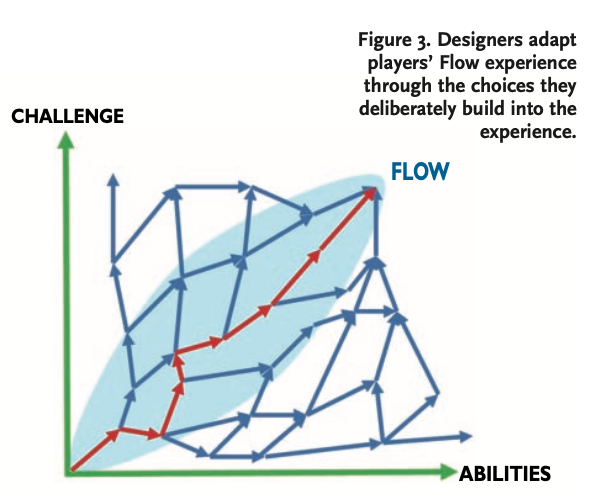 Figure 3. Designers adapt
players’ Flow experience
through the choices they
deliberately build into the
experience.
CHALLENGE
FLOW
ABILITIES